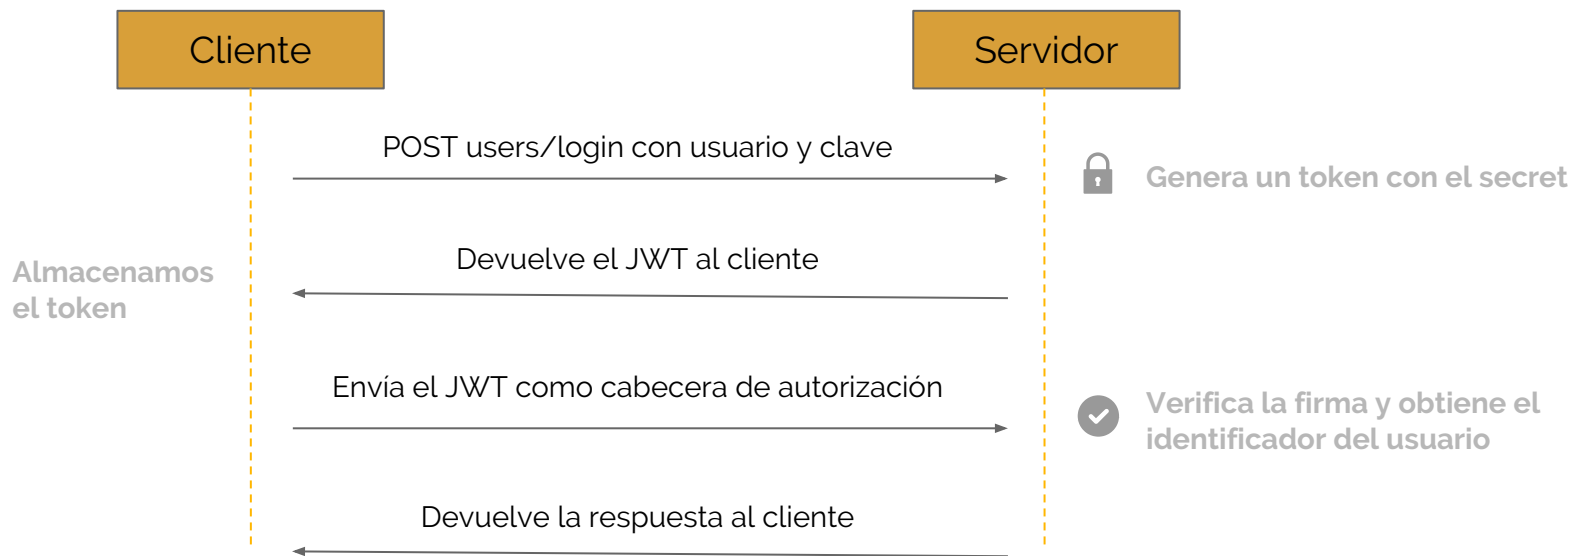 Cliente
Servidor
POST users/login con usuario y clave
Genera un token con el secret
Devuelve el JWT al cliente
Almacenamos
el token
Envía el JWT como cabecera de autorización
Verifica la firma y obtiene el
identificador del usuario
Devuelve la respuesta al cliente